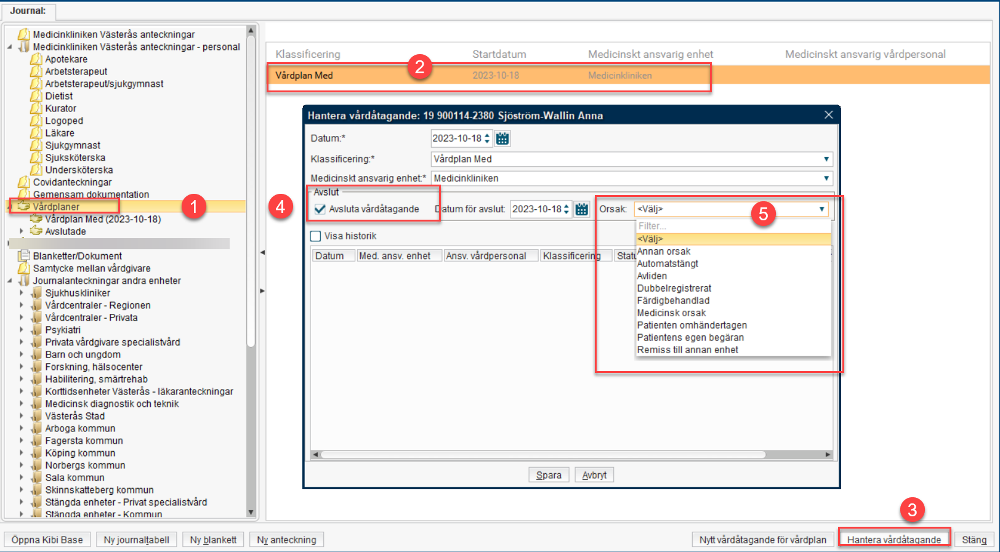 Journal:
Medicinkliniken Västerås anteckningar
Medicinkliniken Västerås anteckningar - personal
Apotekare
Arbetsterapeut
Arbetsterapeut/sjukgymnast
Dietist
Kurator
Logoped
Läkare
Sjukgymnast
Sjuksköterska
Undersköterska
Covidanteckningar
Gemensam dokumentation
Vårdplaner
1
Vårdplan Med (2023-10-18)
Avslutade
Blanketter/Dokument
Samtycke mellan vårdgivare
Journalanteckningar andra enheter
Sjukhuskliniker
Vårdcentraler - Regionen
Vårdcentraler - Privata
Psykiatri
Privata vårdgivare specialistvård
Barn och ungdom
Forskning, hälsocenter
Habilitering, smärtrehab
Korttidsenheter Västerås - läkaranteckningar
Medicinsk diagnostik och teknik
Västerås Stad
Arboga kommun
Fagersta kommun
Köping kommun
Norbergs kommun
Sala kommun
Skinnskatteberg kommun
Stängda enheter - Privat specialistvård
Stängda enheter - Kommun
Klassificering Startdatum Medicinskt ansvarig enhet Medicinskt ansvarig vårdpersonal
2
Vårdplan Med 2023-10-18 Medicinkliniken
Hantera vårdåtagande: 19 900114-2380 Sjöström-Wallin Anna
Datum:* 2023-10-18
Klassificering:* Vårdplan Med
Medicinskt ansvarig enhet:* Medicinkliniken
Avslut
4
Avsluta vårdåtagande Datum för avslut: 2023-10-18 Orsak: <Välj>
5
Filter...
<Välj>
Annan orsak
Automatstängt
Avliden
Dubbelregistrerat
Färdigbehandlad
Medicinsk orsak
Patienten omhändertagen
Patientens egen begäran
Remiss till annan enhet
Visa historik
Datum Med. ansv. enhet Ansv. vårdpersonal Klassificering Statu
Spara Avbryt
3
Öppna Kibi Base Ny journaltabell Ny blankett Ny anteckning Nytt vårdåtagande för vårdplan Hantera vårdåtagande Stäng